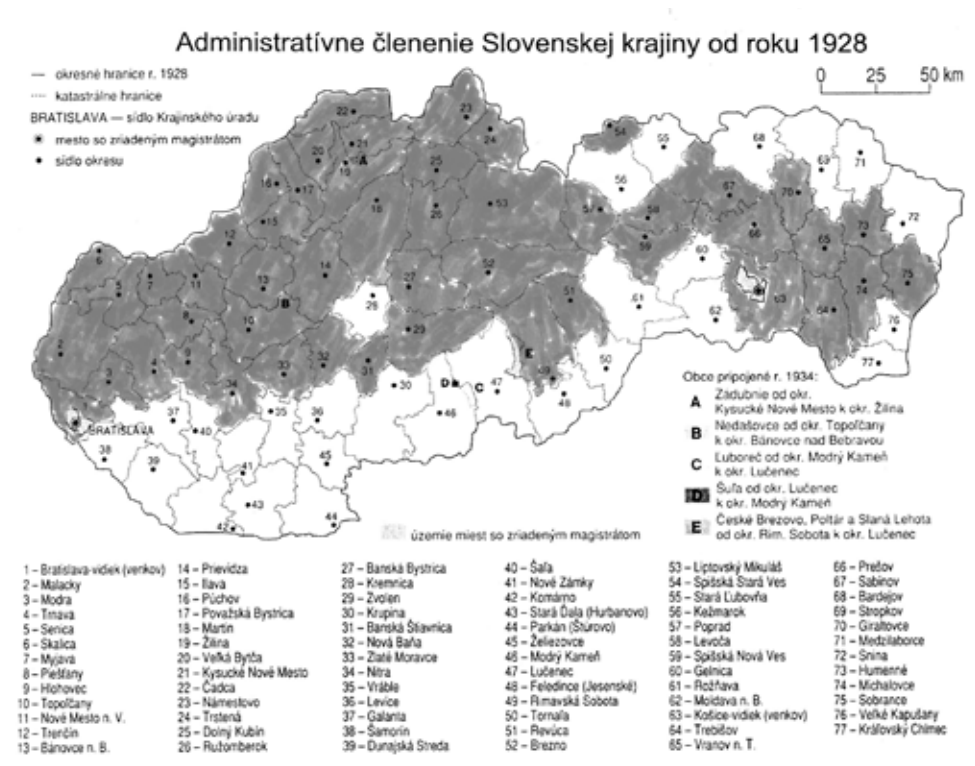 Administratívne členenie Slovenskej krajiny od roku 1928
okresné hranice r. 1928
katastrálne hranice
BRATISLAVA — sídlo Krajinského úradu
mesto so zriadeným magistrátom
sídlo okresu
0 25 50 km
BRATISLAVA
Obce pripojené r. 1934:
A Zádubnie od okr.
Kysucké Nové Mesto k okr. Žilina
B Nedašovce od okr. Topoľčany
k okr. Bánovce nad Bebravou
C Ľuboreč od okr. Modrý Kameň
k okr. Lučenec
D Šuľa od okr. Lučenec
k okr. Modrý Kameň
E České Brezovo, Poltár a Slaná Lehota
od okr. Rim. Sobota k okr. Lučenec
územie miest so zriadeným magistrátom
1 – Bratislava-vidiek (venkov)
2 – Malacky
3 – Modra
4 – Trnava
5 – Senica
6 – Skalica
7 – Myjava
8 – Piešťany
9 – Hlohovec
10 – Topoľčany
11 – Nové Mesto n. V.
12 – Trenčín
13 – Bánovce n. B.
14 – Prievidza
15 – Ilava
16 – Púchov
17 – Považská Bystrica
18 – Martin
19 – Žilina
20 – Veľká Bytča
21 – Kysucké Nové Mesto
22 – Čadca
23 – Námestovo
24 – Trstená
25 – Dolný Kubín
26 – Ružomberok
27 – Banská Bystrica
28 – Kremnica
29 – Zvolen
30 – Krupina
31 – Banská Štiavnica
32 – Nová Baňa
33 – Zlaté Moravce
34 – Nitra
35 – Vráble
36 – Levice
37 – Galanta
38 – Šamorín
39 – Dunajská Streda
40 – Šaľa
41 – Nové Zámky
42 – Komárno
43 – Stará Ďala (Hurbanovo)
44 – Parkán (Štúrovo)
45 – Želiezovce
46 – Modrý Kameň
47 – Lučenec
48 – Feledince (Jesenské)
49 – Rimavská Sobota
50 – Tornaľa
51 – Revúca
52 – Brezno
53 – Liptovský Mikuláš
54 – Spišská Stará Ves
55 – Stará Ľubovňa
56 – Kežmarok
57 – Poprad
58 – Levoča
59 – Spišská Nová Ves
60 – Gelnica
61 – Rožňava
62 – Moldava n. B.
63 – Košice-vidiek (venkov)
64 – Trebišov
65 – Vranov n. T.
66 – Prešov
67 – Sabinov
68 – Bardejov
69 – Stropkov
70 – Giraltovce
71 – Medzilaborce
72 – Snina
73 – Humenné
74 – Michalovce
75 – Sobrance
76 – Veľké Kapušany
77 – Kráľovský Chlmec